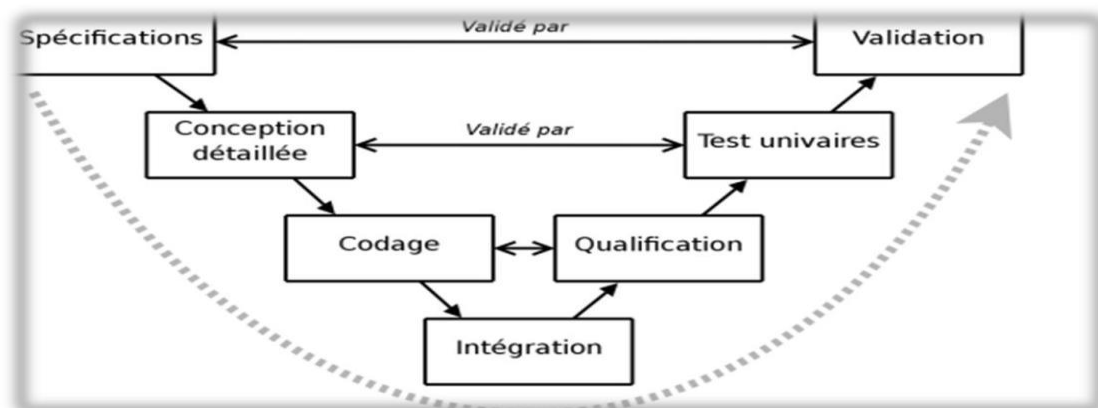 Spécifications
Validé par
Validation
Conception
détaillée
Validé par
Test univaires
Codage
Qualification
Intégration